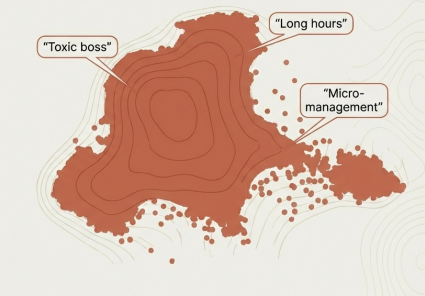 “Long hours”
“Toxic boss”
“Micro-
management”